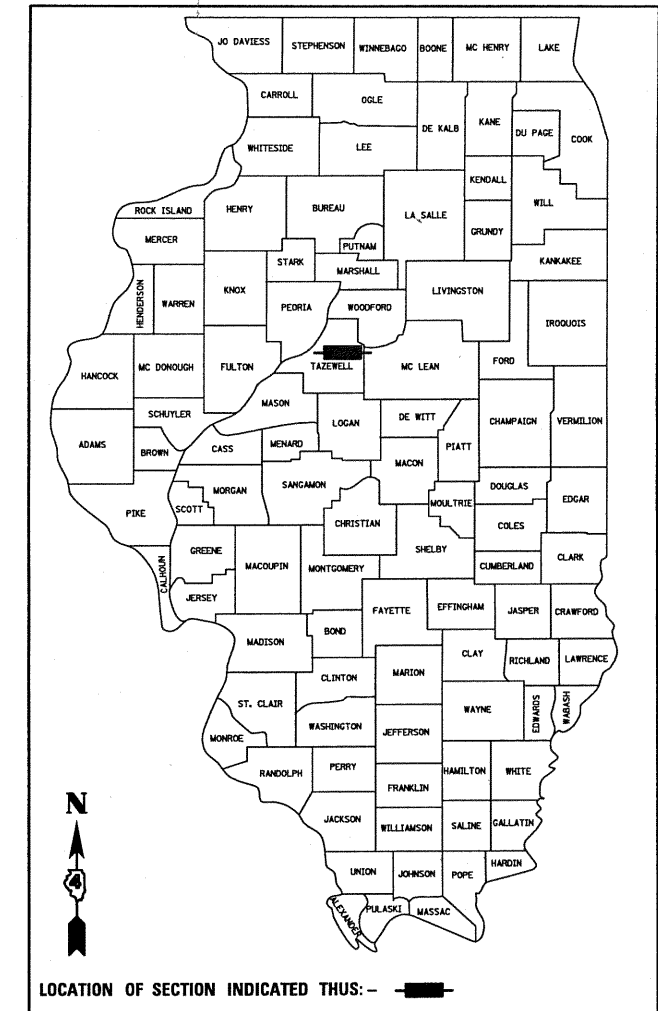 JO DAVIESS STEPHENSON WINNEBAGO BOONE MC HENRY LAKE
CARROLL OGLE DE KALB KANE DU PAGE COOK
WHITESIDE LEE
KENDALL WILL
ROCK ISLAND HENRY BUREAU LA SALLE
MERCER PUTNAM GRUNDY
STARK MARSHALL KANKAKEE
HENDERSON WARREN KNOX PEORIA WOODFORD LIVINGSTON IROQUOIS
HANCOCK MC DONOUGH FULTON TAZEWELL MC LEAN FORD
SCHUYLER MASON LOGAN DE WITT CHAMPAIGN VERMILION
ADAMS BROWN CASS MENARD MACON PIATT
PIKE SCOTT MORGAN SANGAMON CHRISTIAN MOULTRIE DOUGLAS EDGAR
COLES
CALHOUN GREENE MACOUPIN MONTGOMERY SHELBY CUMBERLAND CLARK
JERSEY FAYETTE EFFINGHAM JASPER CRAWFORD
MADISON BOND CLAY RICHLAND LAWRENCE
CLINTON MARION
ST. CLAIR WASHINGTON JEFFERSON WAYNE EDWARDS WABASH
MONROE
RANDOLPH PERRY FRANKLIN HAMILTON WHITE
JACKSON WILLIAMSON SALINE GALLATIN
UNION JOHNSON POPE HARDIN
ALEXANDER PULASKI MASSAC
N
4
LOCATION OF SECTION INDICATED THUS: -